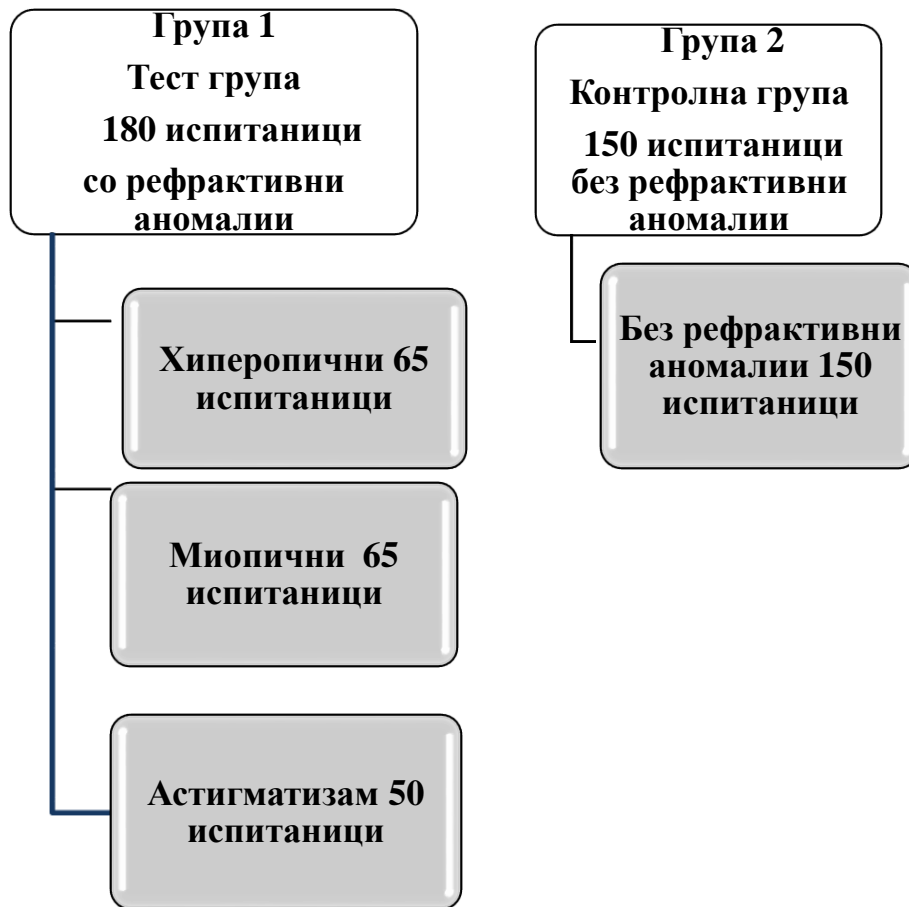 Група 1
Тест група
180 испитаници
со рефрактивни
аномалии
Хиперопични 65
испитаници
Миопични 65
испитаници
Астигматизам 50
испитаници
Група 2
Контролна група
150 испитаници
без рефрактивни
аномалии
Без рефрактивни
аномалии 150
испитаници